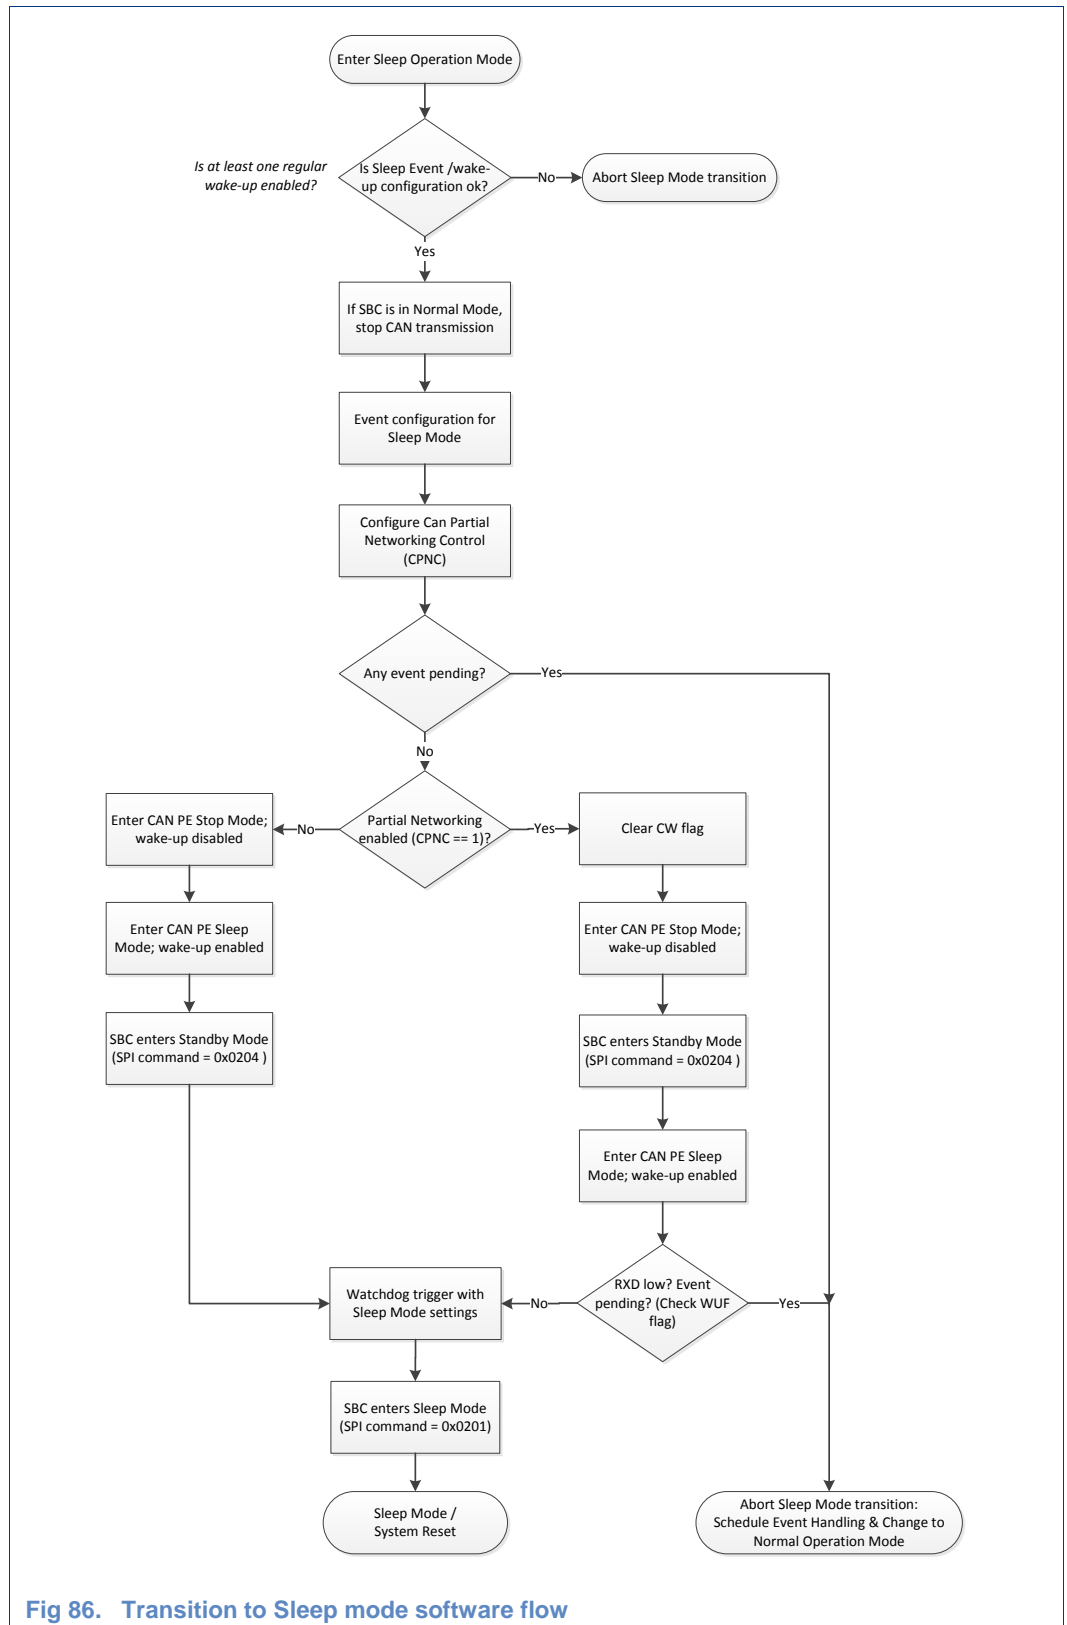 Enter Sleep Operation Mode
Is at least one regular
wake-up enabled?
Is Sleep Event /wake-
up configuration ok?
No
Abort Sleep Mode transition
Yes
If SBC is in Normal Mode,
stop CAN transmission
Event configuration for
Sleep Mode
Configure Can Partial
Networking Control
(CPNC)
Any event pending?
Yes
No
Partial Networking
enabled (CPNC == 1)?
No
Yes
Enter CAN PE Stop Mode;
wake-up disabled
Clear CW flag
Enter CAN PE Sleep
Mode; wake-up enabled
Enter CAN PE Stop Mode;
wake-up disabled
SBC enters Standby Mode
(SPI command = 0x0204 )
SBC enters Standby Mode
(SPI command = 0x0204 )
Enter CAN PE Sleep
Mode; wake-up enabled
RXD low? Event
pending? (Check WUF
flag)
No
Yes
Watchdog trigger with
Sleep Mode settings
SBC enters Sleep Mode
(SPI command = 0x0201)
Sleep Mode /
System Reset
Abort Sleep Mode transition:
Schedule Event Handling & Change to
Normal Operation Mode
Fig 86. Transition to Sleep mode software flow